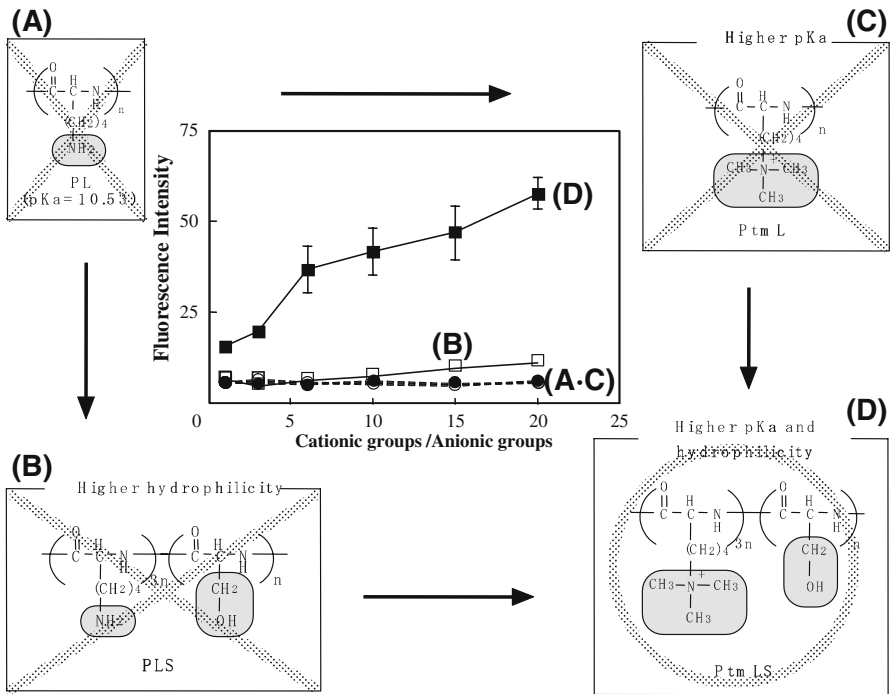 (A)
O
H
C
C
N
H
n
(CH2)4
NH2
PL
(pKa=10.53)
(C)
Higher pKa
O
H
C
C
N
H
n
(CH2)4
+
CH3
N
CH3
CH3
PtmL
75
50
25
0
5
10
15
20
25
Fluorescence Intensity
Cationic groups /Anionic groups
(D)
(B)
(A·C)
(B)
Higher hydrophilicity
O
H
C
C
N
H
3n
(CH2)4
NH2
O
H
C
C
N
H
n
CH2
OH
PLS
(D)
Higher pKa and
hydrophilicity
O
H
C
C
N
H
3n
(CH2)4
+
CH3
N
CH3
CH3
O
H
C
C
N
H
n
CH2
OH
PtmLS